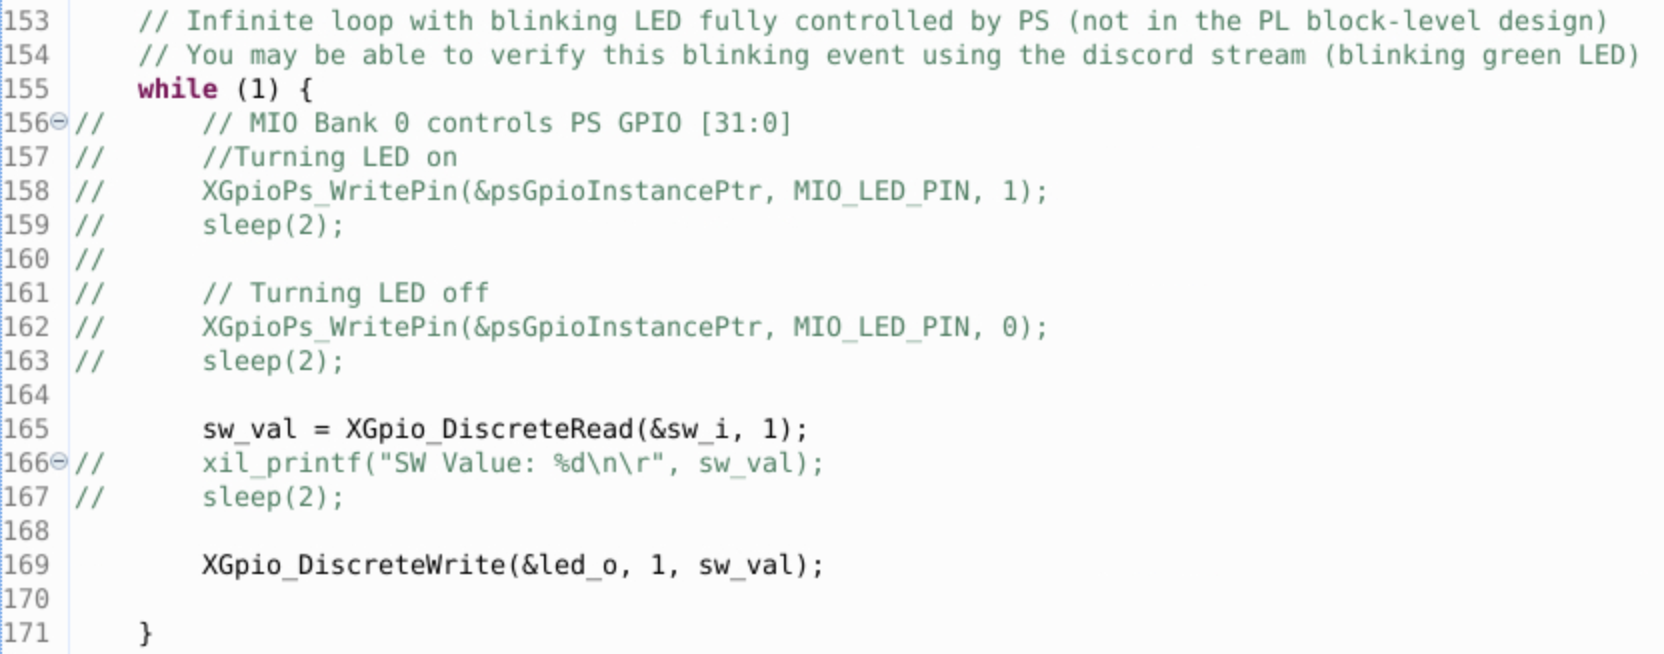 153 // Infinite loop with blinking LED fully controlled by PS (not in the PL block-level design)
154 // You may be able to verify this blinking event using the discord stream (blinking green LED)
155 while (1) {
156 // // MIO Bank 0 controls PS GPIO [31:0]
157 // //Turning LED on
158 // XGpioPs_WritePin(&psGpioInstancePtr, MIO_LED_PIN, 1);
159 // sleep(2);
160 //
161 // // Turning LED off
162 // XGpioPs_WritePin(&psGpioInstancePtr, MIO_LED_PIN, 0);
163 // sleep(2);
164
165 sw_val = XGpio_DiscreteRead(&sw_i, 1);
166 // xil_printf("SW Value: %d\n\r", sw_val);
167 // sleep(2);
168
169 XGpio_DiscreteWrite(&led_o, 1, sw_val);
170
171 }